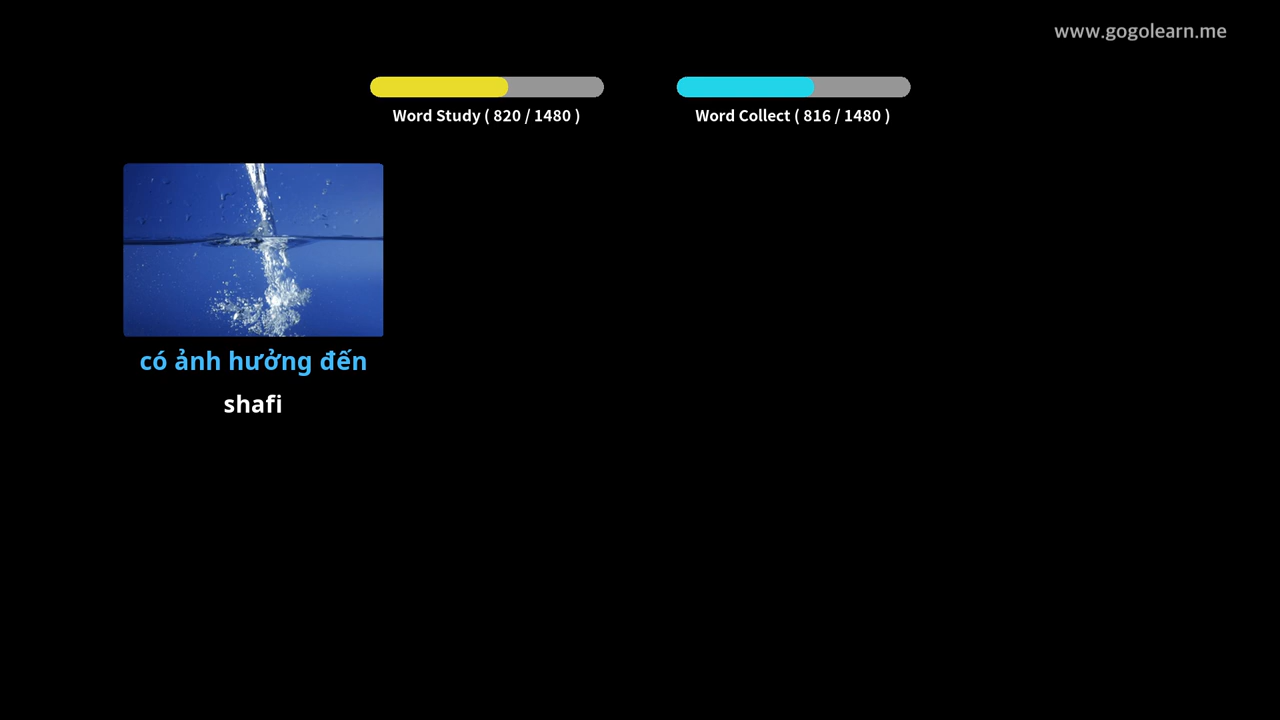 www.gogolearn.me
Word Study ( 820 / 1480 )
Word Collect ( 816 / 1480 )
có ảnh hưởng đến
shafi